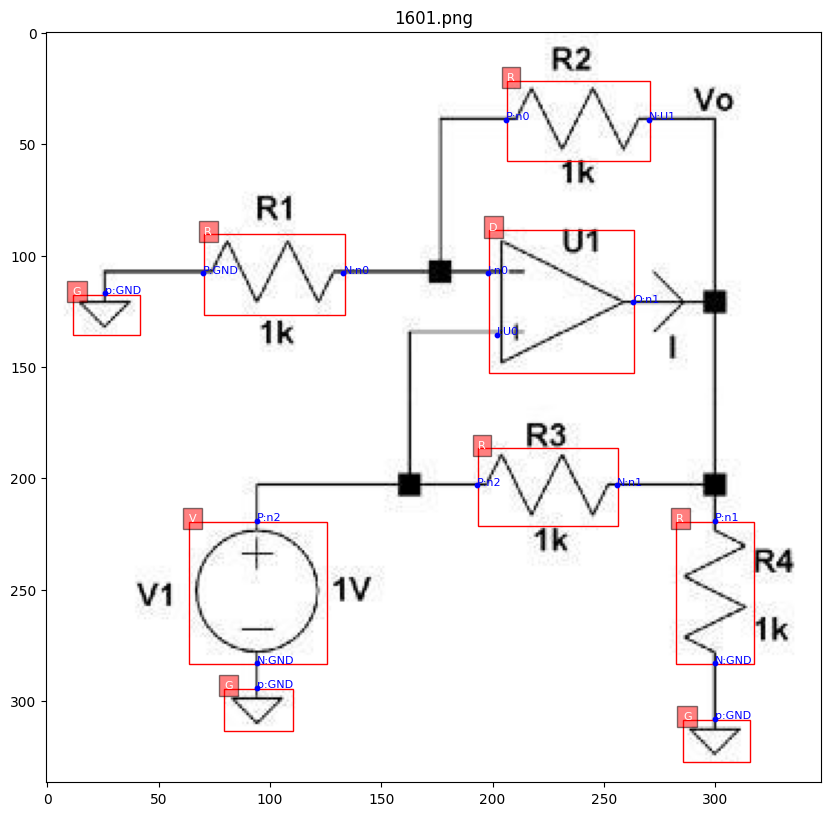 1601.png
0
50
100
150
200
250
300
0
50
100
150
200
250
300
R2
R
P:n0
N:U1
Vo
1k
R1
R
P:GND
N:n0
1k
G
p:GND
D
U1
:n0
O:n1
I
R3
R
P:n2
N:n1
1k
V
P:n2
V1
1V
N:GND
G
p:GND
R
P:n1
R4
1k
N:GND
G
p:GND